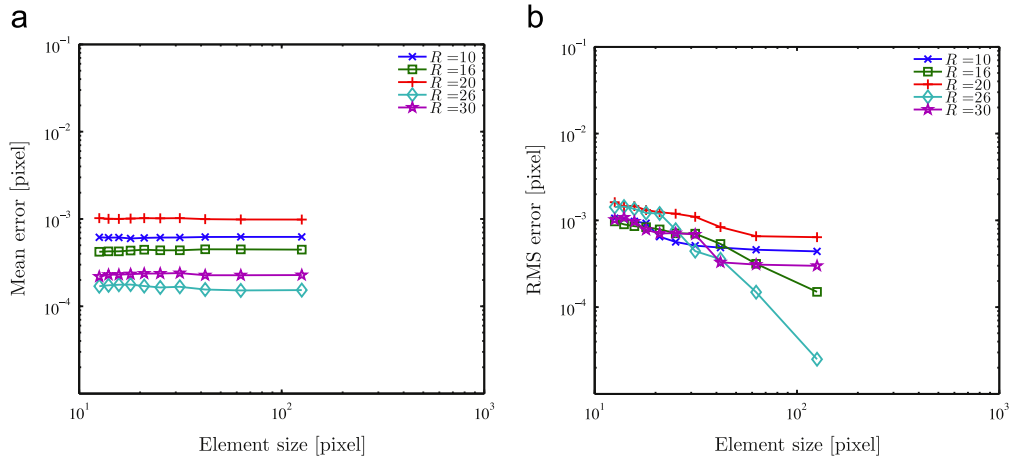 a
10^-1
10^-2
10^-3
10^-4
Mean error [pixel]
10^1
10^2
10^3
Element size [pixel]
R =10
R =16
R =20
R =26
R =30
b
10^-1
10^-2
10^-3
10^-4
RMS error [pixel]
10^1
10^2
10^3
Element size [pixel]
R =10
R =16
R =20
R =26
R =30